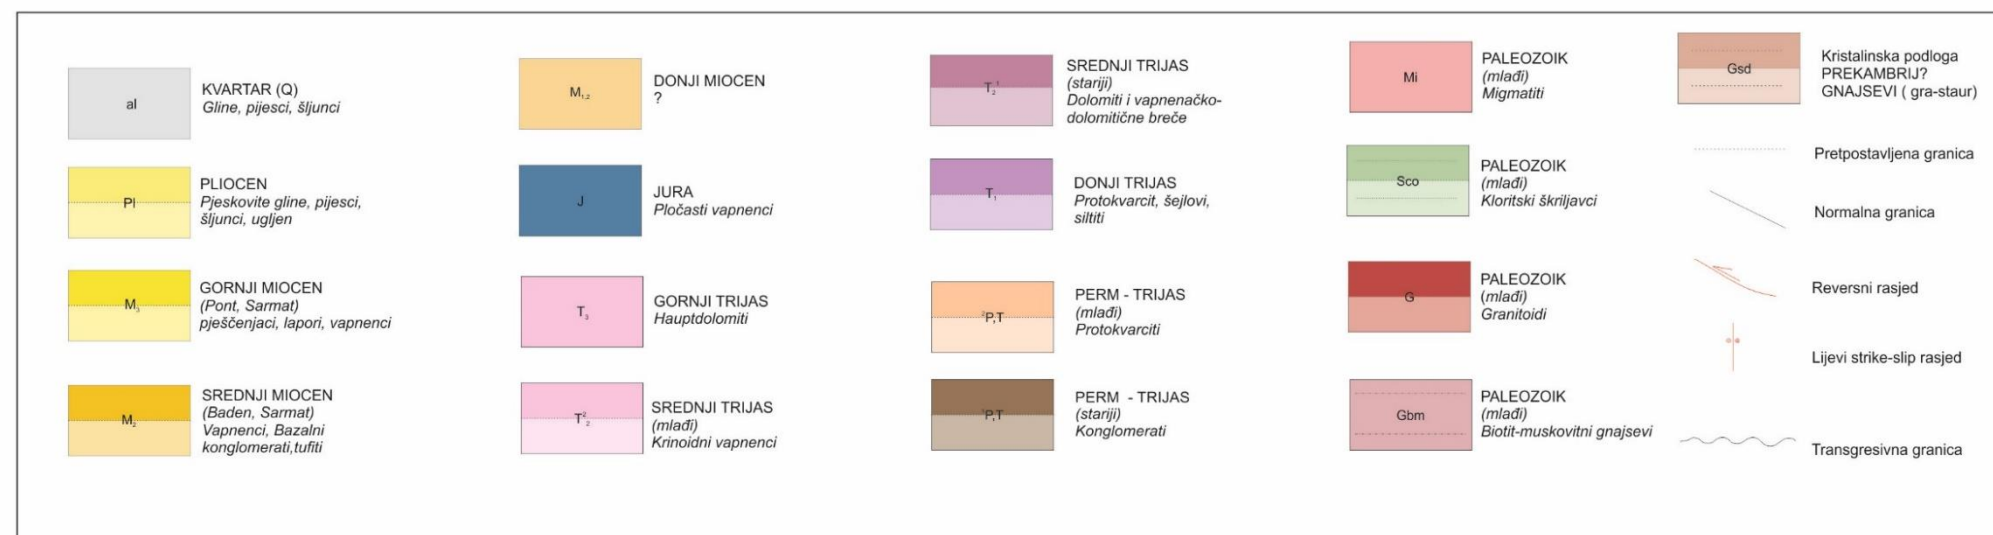 al
KVARTAR (Q)
Gline, pijesci, šljunci
Pl
PLIOCEN
Pjeskovite gline, pijesci,
šljunci, ugljen
M₃
GORNJI MIOCEN
(Pont, Sarmat)
pješčenjaci, lapori, vapnenci
M₂
SREDNJI MIOCEN
(Baden, Sarmat)
Vapnenci, Bazalni
konglomerati,tufiti
M₁,₂
DONJI MIOCEN
?
J
JURA
Pločasti vapnenci
T₃
GORNJI TRIJAS
Hauptdolomiti
T₂²
SREDNJI TRIJAS
(mlađi)
Krinoidni vapnenci
T₂¹
SREDNJI TRIJAS
(stariji)
Dolomiti i vapnenačko-
dolomitične breče
T₁
DONJI TRIJAS
Protokvarcit, šejlovi,
siltiti
²P,T
PERM - TRIJAS
(mlađi)
Protokvarciti
¹P,T
PERM - TRIJAS
(stariji)
Konglomerati
Mi
PALEOZOIK
(mlađi)
Migmatiti
Sco
PALEOZOIK
(mlađi)
Kloritski škriljavci
G
PALEOZOIK
(mlađi)
Granitoidi
Gbm
PALEOZOIK
(mlađi)
Biotit-muskovitni gnajsevi
Gsd
Kristalinska podloga
PREKAMBRIJ?
GNAJSEVI ( gra-staur)
Pretpostavljena granica
Normalna granica
Reversni rasjed
Lijevi strike-slip rasjed
Transgresivna granica